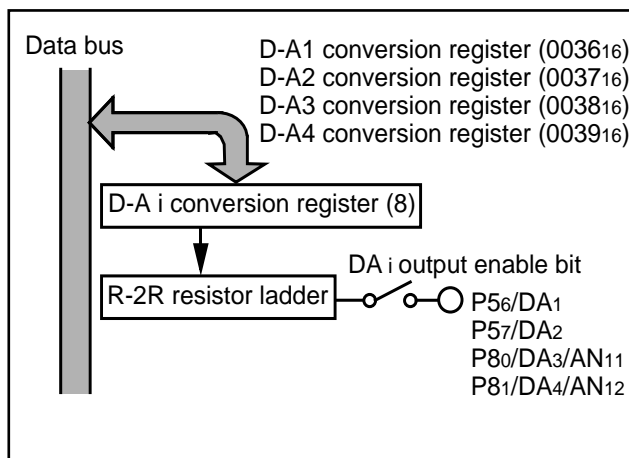 Data bus
D-A1 conversion register (003616)
D-A2 conversion register (003716)
D-A3 conversion register (003816)
D-A4 conversion register (003916)
D-A i conversion register (8)
DA i output enable bit
R-2R resistor ladder
P56/DA1
P57/DA2
P80/DA3/AN11
P81/DA4/AN12